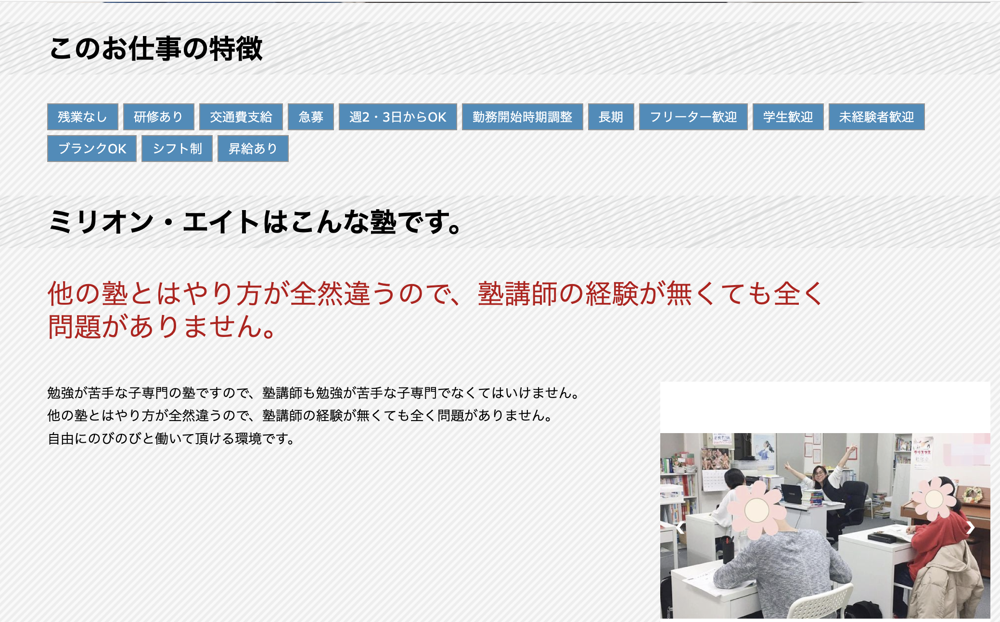 このお仕事の特徴
残業なし 研修あり 交通費支給 急募 週2・3日からOK 勤務開始時期調整 長期 フリーター歓迎 学生歓迎 未経験者歓迎
ブランクOK シフト制 昇給あり
ミリオン・エイトはこんな塾です。
他の塾とはやり方が全然違うので、塾講師の経験が無くても全く
問題がありません。
勉強が苦手な子専門の塾ですので、塾講師も勉強が苦手な子専門でなくてはいけません。
他の塾とはやり方が全然違うので、塾講師の経験が無くても全く問題がありません。
自由にのびのびと働いて頂ける環境です。
クリスマス